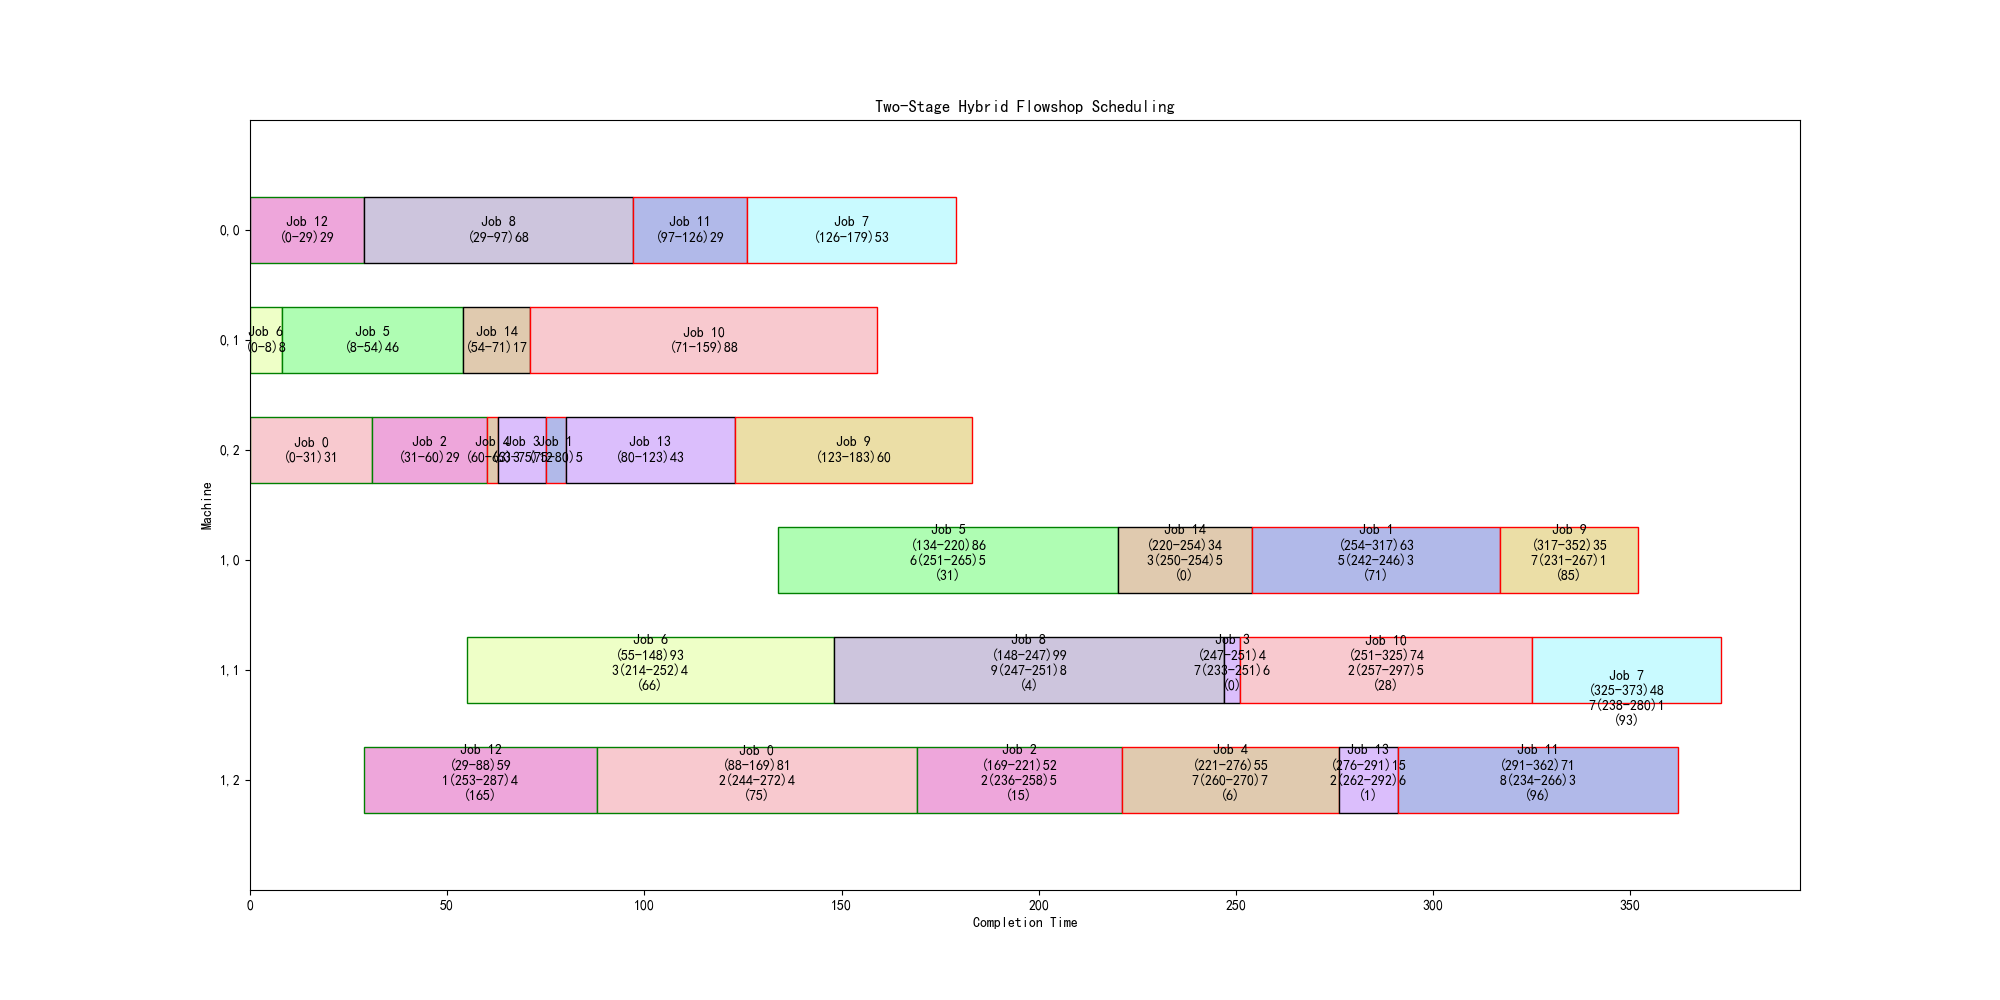 Two-Stage Hybrid Flowshop Scheduling
0,0
Job 12
(0-29)29
Job 8
(29-97)68
Job 11
(97-126)29
Job 7
(126-179)53
0,1
Job 6
(0-8)8
Job 5
(8-54)46
Job 14
(54-71)17
Job 10
(71-159)88
0,2
Job 0
(0-31)31
Job 2
(31-60)29
Job 4
(60-63)3
Job 3
(63-75)12
Job 1
(75-80)5
Job 13
(80-123)43
Job 9
(123-183)60
Machine
1,0
Job 5
(134-220)86
6(251-265)5
(31)
Job 14
(220-254)34
3(250-254)5
(0)
Job 1
(254-317)63
5(242-246)3
(71)
Job 9
(317-352)35
7(231-267)1
(85)
1,1
Job 6
(55-148)93
3(214-252)4
(66)
Job 8
(148-247)99
9(247-251)8
(4)
Job 3
(247-251)4
7(233-251)6
(0)
Job 10
(251-325)74
2(257-297)5
(28)
Job 7
(325-373)48
7(238-280)1
(93)
1,2
Job 12
(29-88)59
1(253-287)4
(165)
Job 0
(88-169)81
2(244-272)4
(75)
Job 2
(169-221)52
2(236-258)5
(15)
Job 4
(221-276)55
7(260-270)7
(6)
Job 13
(276-291)15
2(262-292)6
(1)
Job 11
(291-362)71
8(234-266)3
(96)
0
50
100
150
200
250
300
350
Completion Time